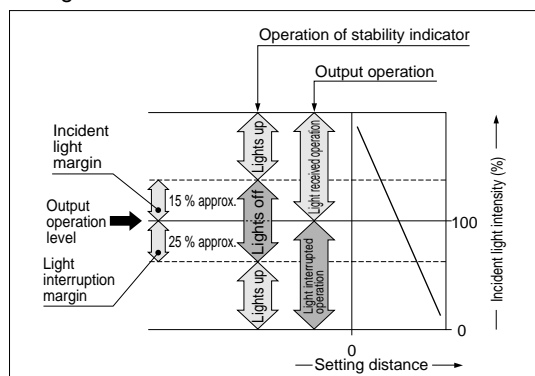 Operation of stability indicator
Output operation
Incident
light
margin
Output
operation
level
Light
interruption
margin
15 % approx.
25 % approx.
Lights up
Lights off
Lights up
Light received operation
Light interrupted
operation
100
0
Incident light intensity (%)
0
Setting distance